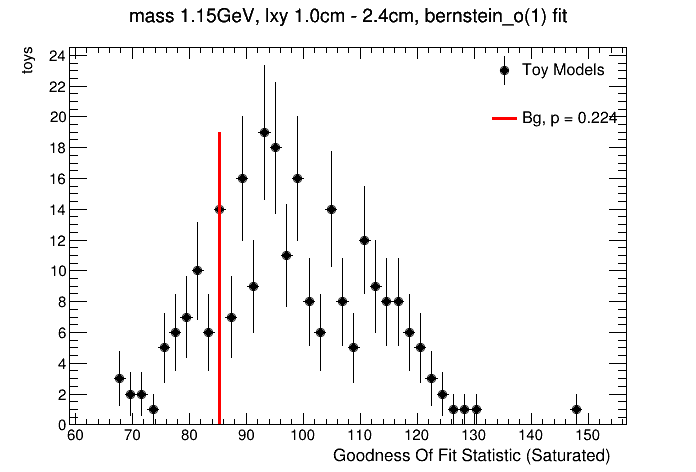 mass 1.15GeV, lxy 1.0cm - 2.4cm, bernstein_o(1) fit
toys
24
22
20
18
16
14
12
10
8
6
4
2
0
Toy Models
Bg, p = 0.224
60 70 80 90 100 110 120 130 140 150
Goodness Of Fit Statistic (Saturated)